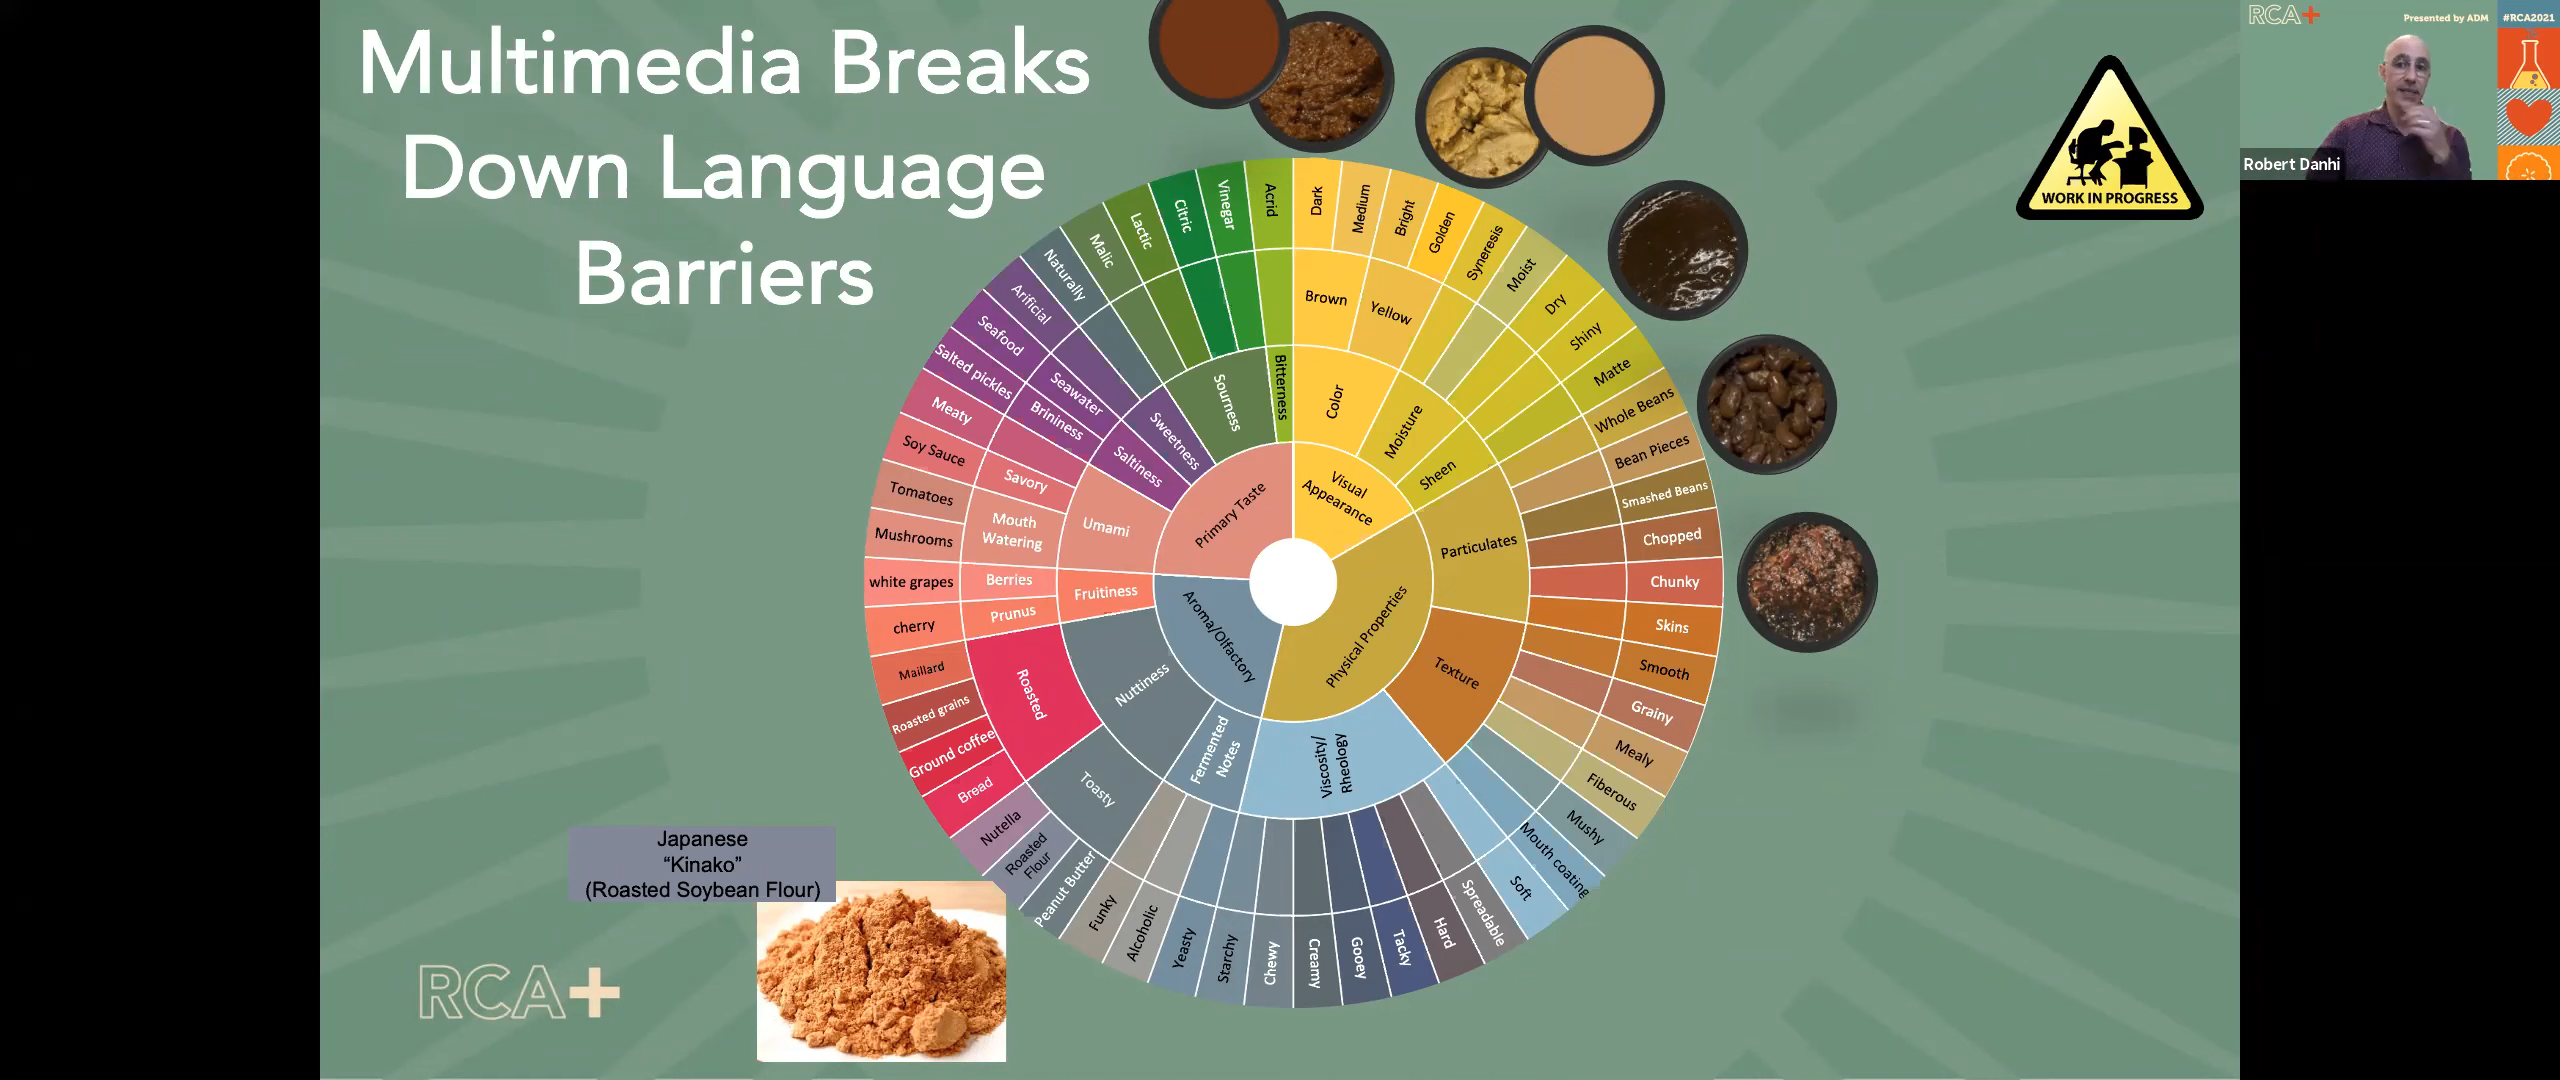 Multimedia Breaks
Down Language
Barriers
RCA+
Presented by ADM
#RCA2021
Robert Danhi
WORK IN PROGRESS
Primary Taste
Visual
Appearance
Physical Properties
Aroma/Olfactory
Color
Moisture
Sheen
Particulates
Texture
Viscosity/
Rheology
Fermented
Notes
Nuttiness
Fruitiness
Umami
Saltiness
Sweetness
Sourness
Bitterness
Brown
Yellow
Toasty
Roasted
Prunus
Berries
Mouth
Watering
Savory
Brininess
Seawater
Dark
Medium
Bright
Golden
Syneresis
Moist
Dry
Shiny
Matte
Whole Beans
Bean Pieces
Smashed Beans
Chopped
Chunky
Skins
Smooth
Grainy
Mealy
Fiberous
Mushy
Mouth coating
Soft
Spreadable
Hard
Tacky
Gooey
Creamy
Chewy
Starchy
Yeasty
Alcoholic
Funky
Peanut Butter
Roasted
Flour
Nutella
Bread
Ground coffee
Roasted grains
Maillard
cherry
white grapes
Mushrooms
Tomatoes
Soy Sauce
Meaty
Salted pickles
Seafood
Arificial
Naturally
Malic
Lactic
Citric
Vinegar
Acrid
Japanese
“Kinako”
(Roasted Soybean Flour)
RCA+